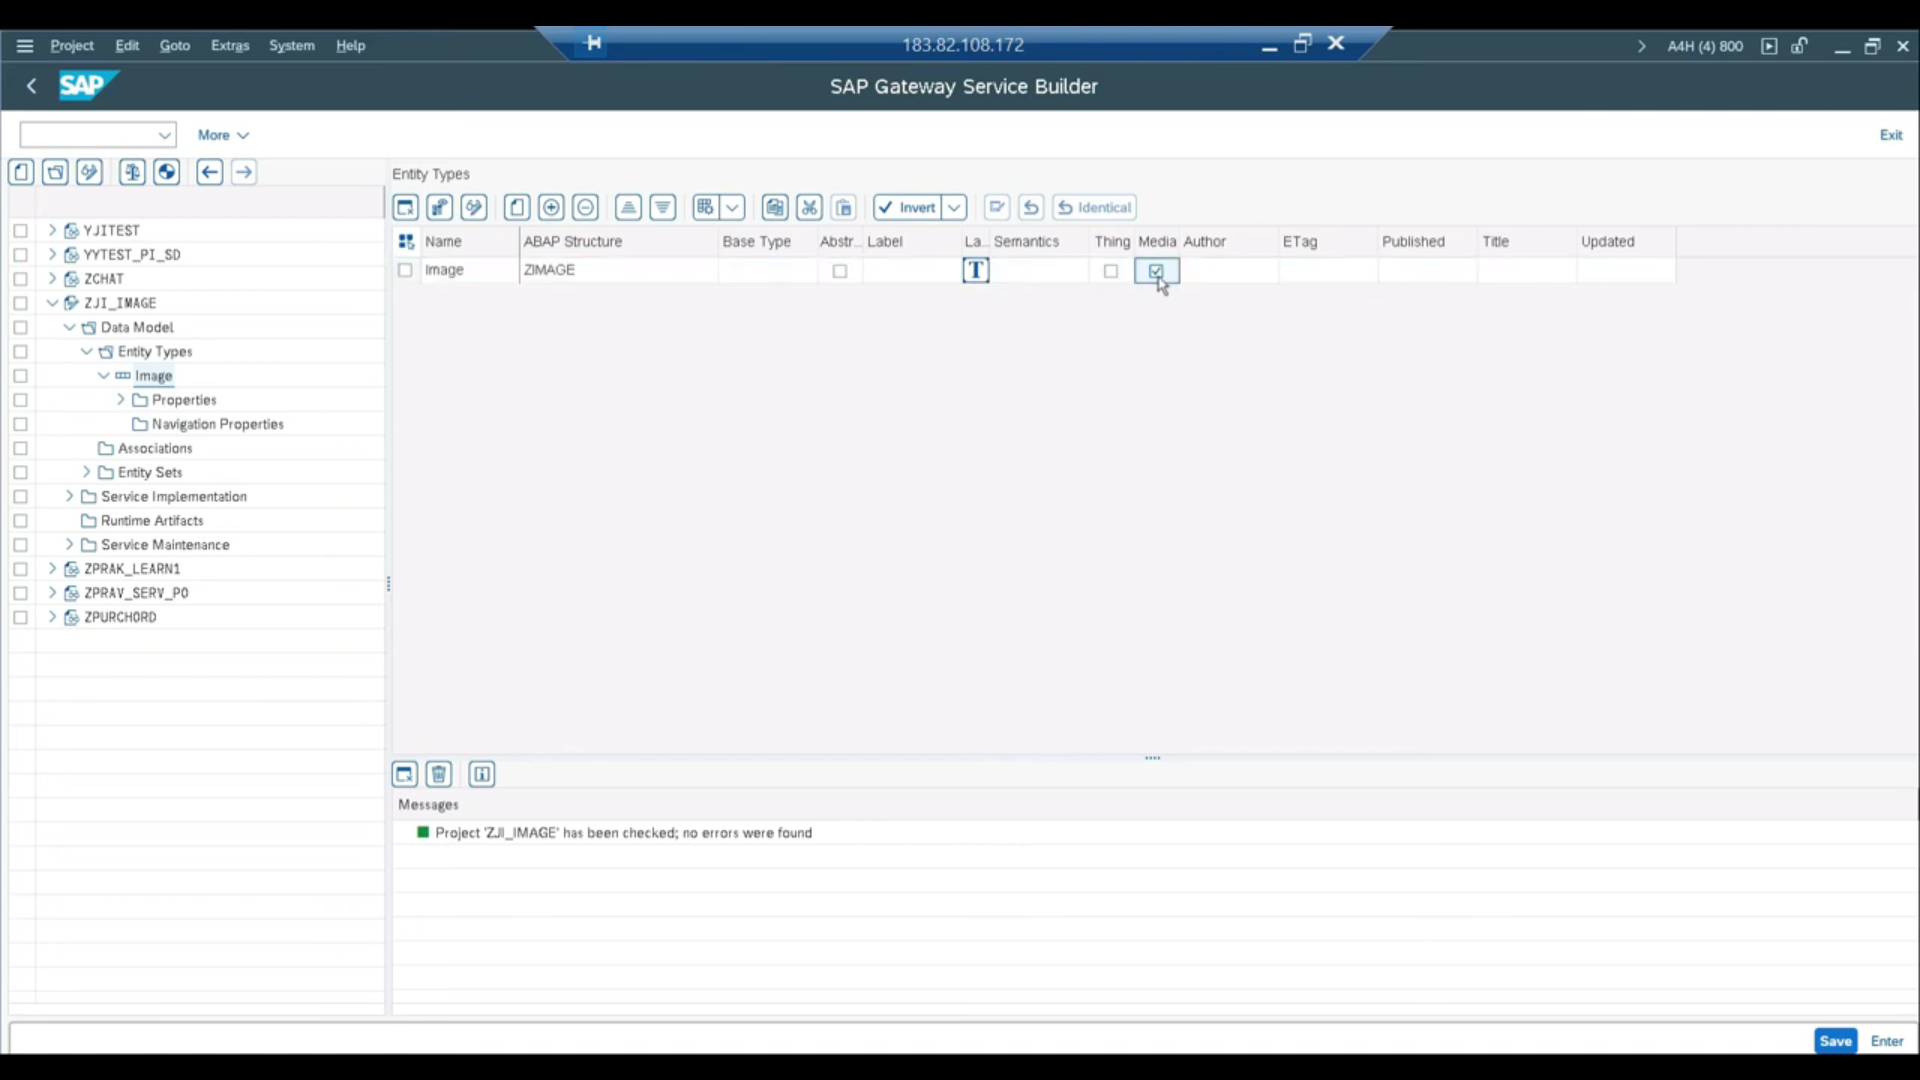 Project Edit Goto Extras System Help
183.82.108.172
A4H (4) 800
SAP
SAP Gateway Service Builder
More
Exit
Entity Types
Invert
Identical
Name ABAP Structure Base Type Abstr... Label La... Semantics Thing Media Author ETag Published Title Updated
Image ZIMAGE T
YJITEST
YYTEST_PI_SD
ZCHAT
ZJI_IMAGE
Data Model
Entity Types
Image
Properties
Navigation Properties
Associations
Entity Sets
Service Implementation
Runtime Artifacts
Service Maintenance
ZPRAK_LEARN1
ZPRAV_SERV_PO
ZPURCHORD
Messages
Project 'ZJI_IMAGE' has been checked; no errors were found
Save Enter